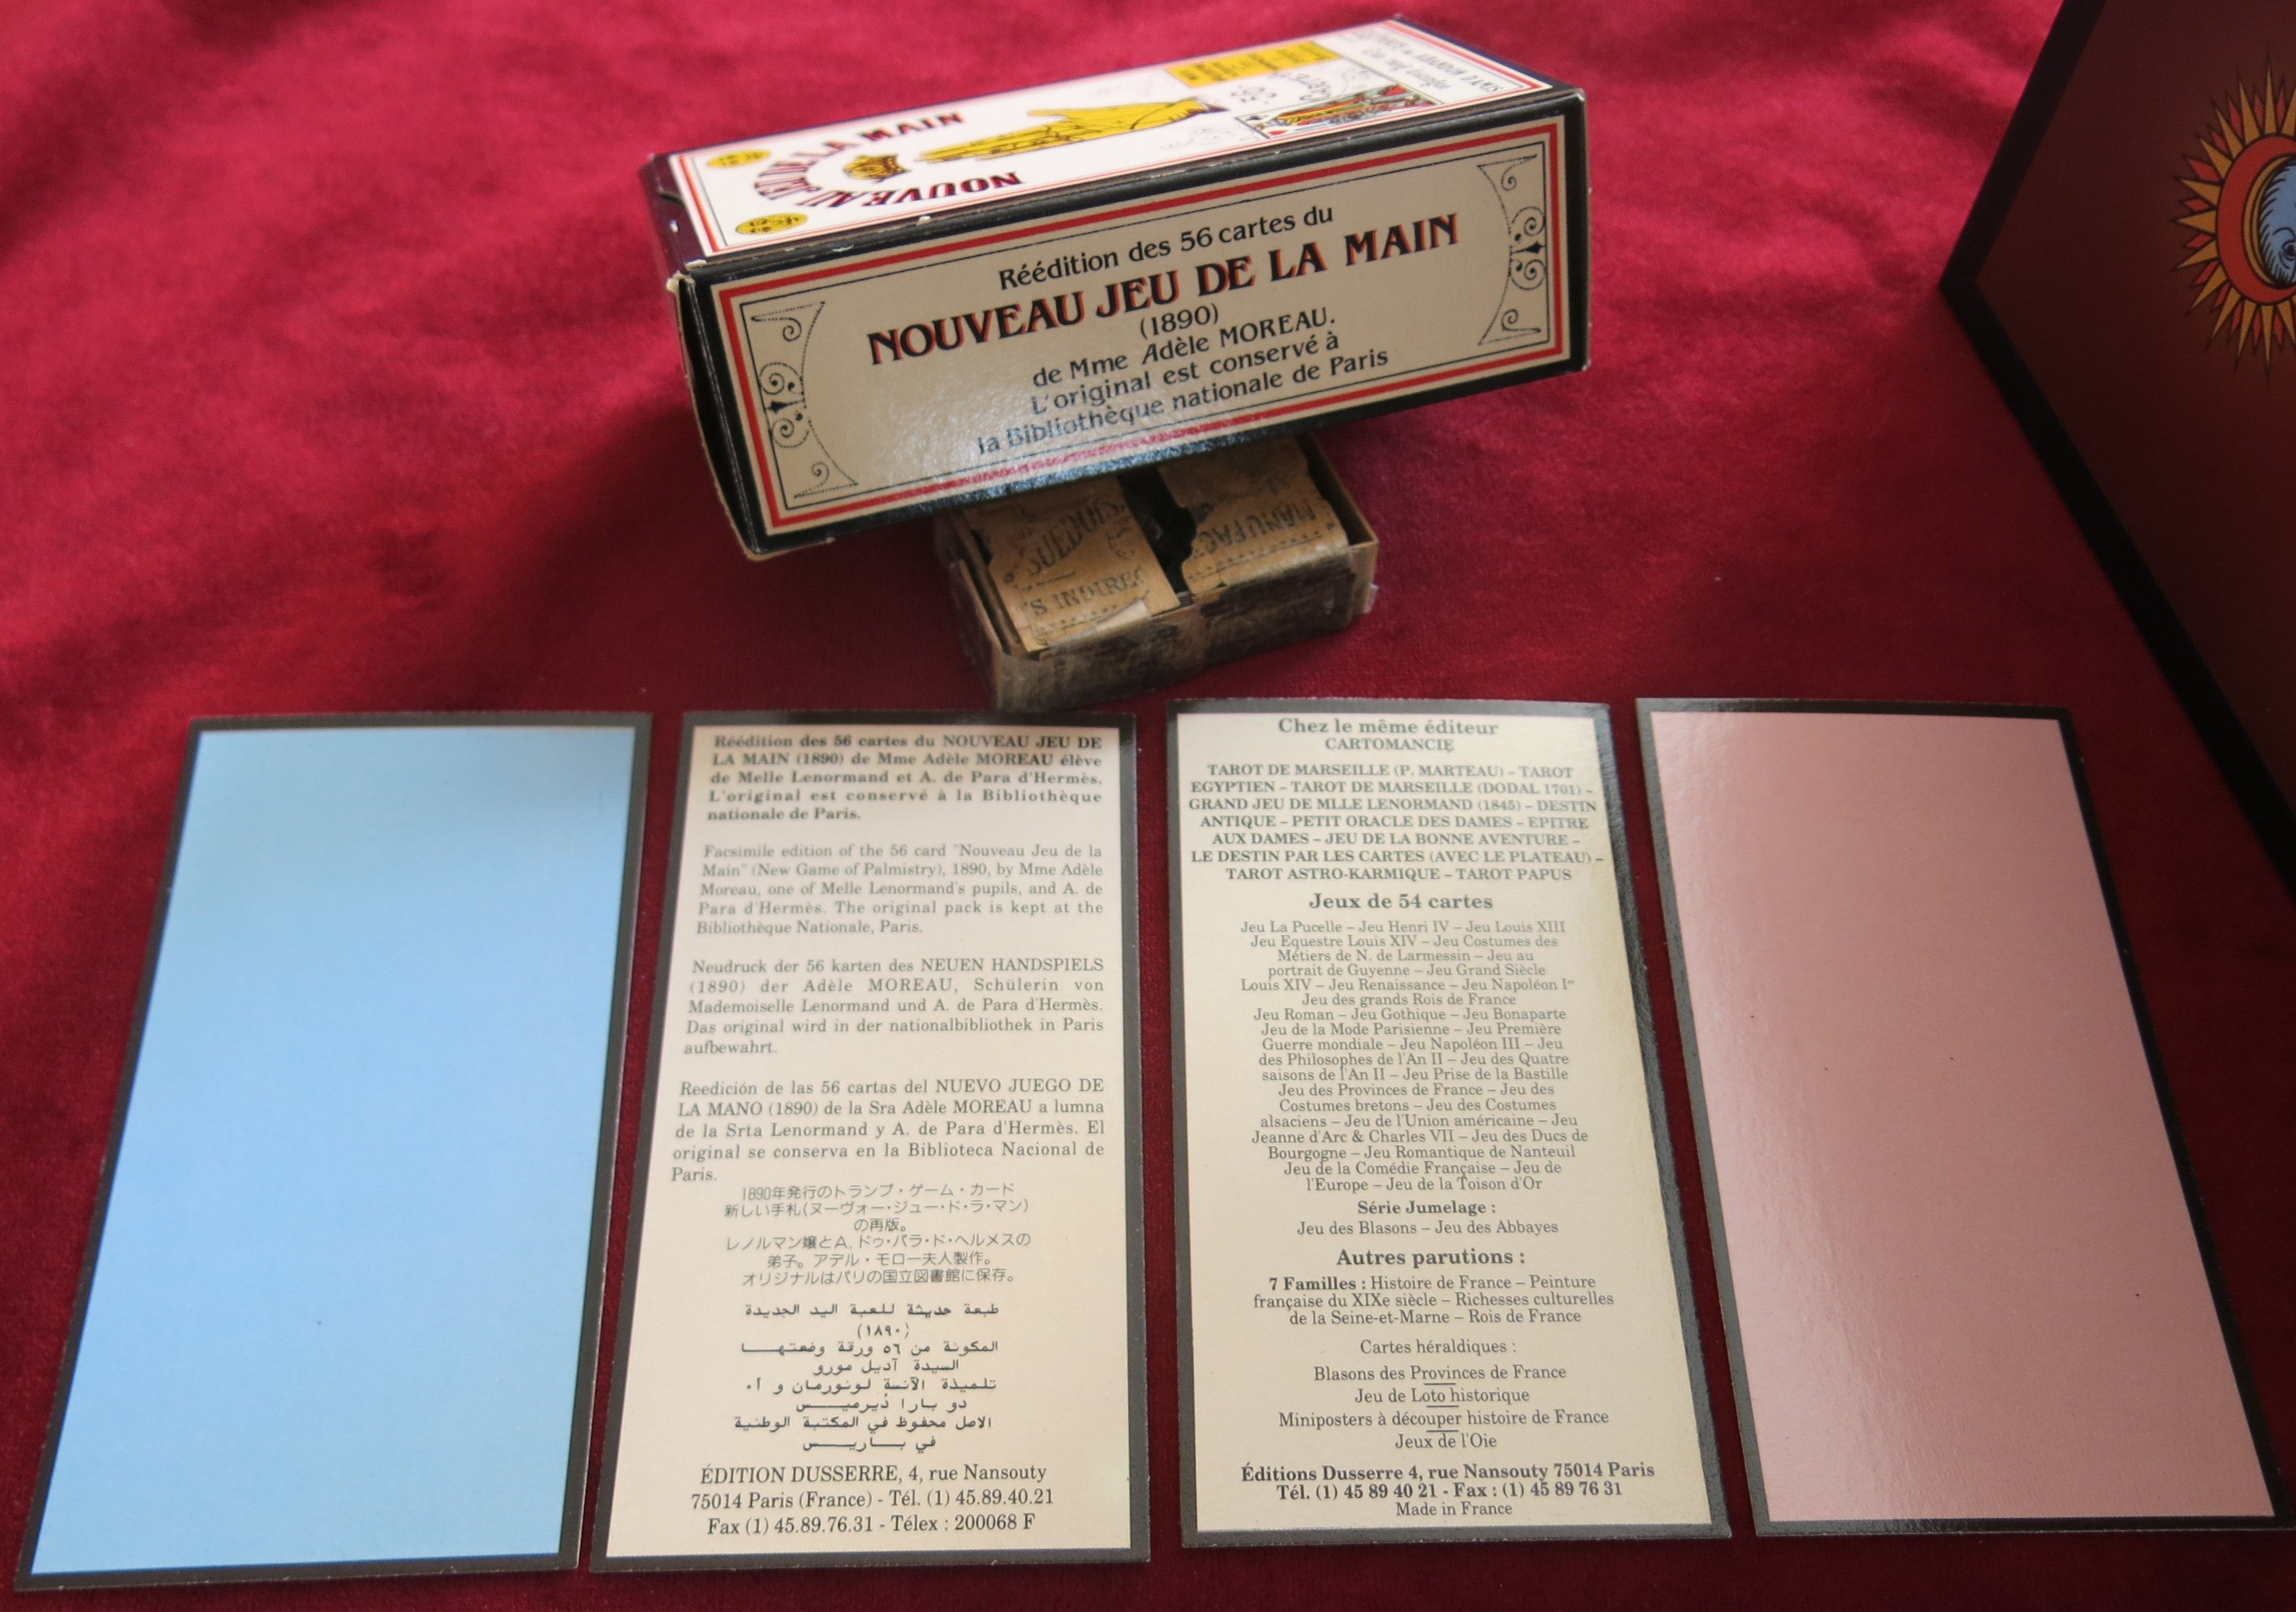 NOUVEAU JEU DE LA MAIN
Réédition des 56 cartes du
NOUVEAU JEU DE LA MAIN
(1890)
de Mme Adèle MOREAU.
L'original est conservé à
la Bibliothèque nationale de Paris
SUEDOIS
MANUFAC
S INDIREC
Réédition des 56 cartes du NOUVEAU JEU DE
LA MAIN (1890) de Mme Adèle MOREAU élève
de Melle Lenormand et A. de Para d'Hermès.
L'original est conservé à la Bibliothèque
nationale de Paris.
Facsimile edition of the 56 card "Nouveau Jeu de la
Main" (New Game of Palmistry), 1890, by Mme Adèle
Moreau, one of Melle Lenormand's pupils, and A. de
Para d'Hermès. The original pack is kept at the
Bibliothèque Nationale, Paris.
Neudruck der 56 karten des NEUEN HANDSPIELS
(1890) der Adèle MOREAU, Schülerin von
Mademoiselle Lenormand und A. de Para d'Hermès.
Das original wird in der nationalbibliothek in Paris
aufbewahrt.
Reedición de las 56 cartas del NUEVO JUEGO DE
LA MANO (1890) de la Sra Adèle MOREAU a lumna
de la Srta Lenormand y A. de Para d'Hermès. El
original se conserva en la Biblioteca Nacional de
Paris.
1890年発行のトランプ・ゲーム・カード
新しい手札(ヌーヴォー・ジュー・ド・ラ・マン)
の再版。
レノルマン嬢とA.ドゥ・パラ・ド・ヘルメスの
弟子。アデル・モロー夫人製作。
オリジナルはパリの国立図書館に保存。
طبعة حديثة للعبة اليد الجديدة
(١٨٩٠)
المكونة من ٥٦ ورقة وضعتهـــا
السيدة آديل مورو
تلميذة الآنسة لونورمان و أ.
دو بارا دُيرميــــس
الاصل محفوظ في المكتبة الوطنية
في بـــاريـــس
ÉDITION DUSSERRE, 4, rue Nansouty
75014 Paris (France) - Tél. (1) 45.89.40.21
Fax (1) 45.89.76.31 - Télex : 200068 F
Chez le même éditeur
CARTOMANCIE
TAROT DE MARSEILLE (P. MARTEAU) – TAROT
EGYPTIEN – TAROT DE MARSEILLE (DODAL 1701) –
GRAND JEU DE MLLE LENORMAND (1845) – DESTIN
ANTIQUE – PETIT ORACLE DES DAMES – EPITRE
AUX DAMES – JEU DE LA BONNE AVENTURE –
LE DESTIN PAR LES CARTES (AVEC LE PLATEAU) –
TAROT ASTRO-KARMIQUE – TAROT PAPUS
Jeux de 54 cartes
Jeu La Pucelle – Jeu Henri IV – Jeu Louis XIII
Jeu Equestre Louis XIV – Jeu Costumes des
Métiers de N. de Larmessin – Jeu au
portrait de Guyenne – Jeu Grand Siècle
Louis XIV – Jeu Renaissance – Jeu Napoléon Ier
Jeu des grands Rois de France
Jeu Roman – Jeu Gothique – Jeu Bonaparte
Jeu de la Mode Parisienne – Jeu Première
Guerre mondiale – Jeu Napoléon III – Jeu
des Philosophes de l'An II – Jeu des Quatre
saisons de l'An II – Jeu Prise de la Bastille
Jeu des Provinces de France – Jeu des
Costumes bretons – Jeu des Costumes
alsaciens – Jeu de l'Union américaine – Jeu
Jeanne d'Arc & Charles VII – Jeu des Ducs de
Bourgogne – Jeu Romantique de Nanteuil
Jeu de la Comédie Française – Jeu de
l'Europe – Jeu de la Toison d'Or
Série Jumelage :
Jeu des Blasons – Jeu des Abbayes
Autres parutions :
7 Familles : Histoire de France – Peinture
française du XIXe siècle – Richesses culturelles
de la Seine-et-Marne – Rois de France
Cartes héraldiques :
Blasons des Provinces de France
Jeu de Loto historique
Miniposters à découper histoire de France
Jeux de l'Oie
Éditions Dusserre 4, rue Nansouty 75014 Paris
Tél. (1) 45 89 40 21 - Fax : (1) 45 89 76 31
Made in France